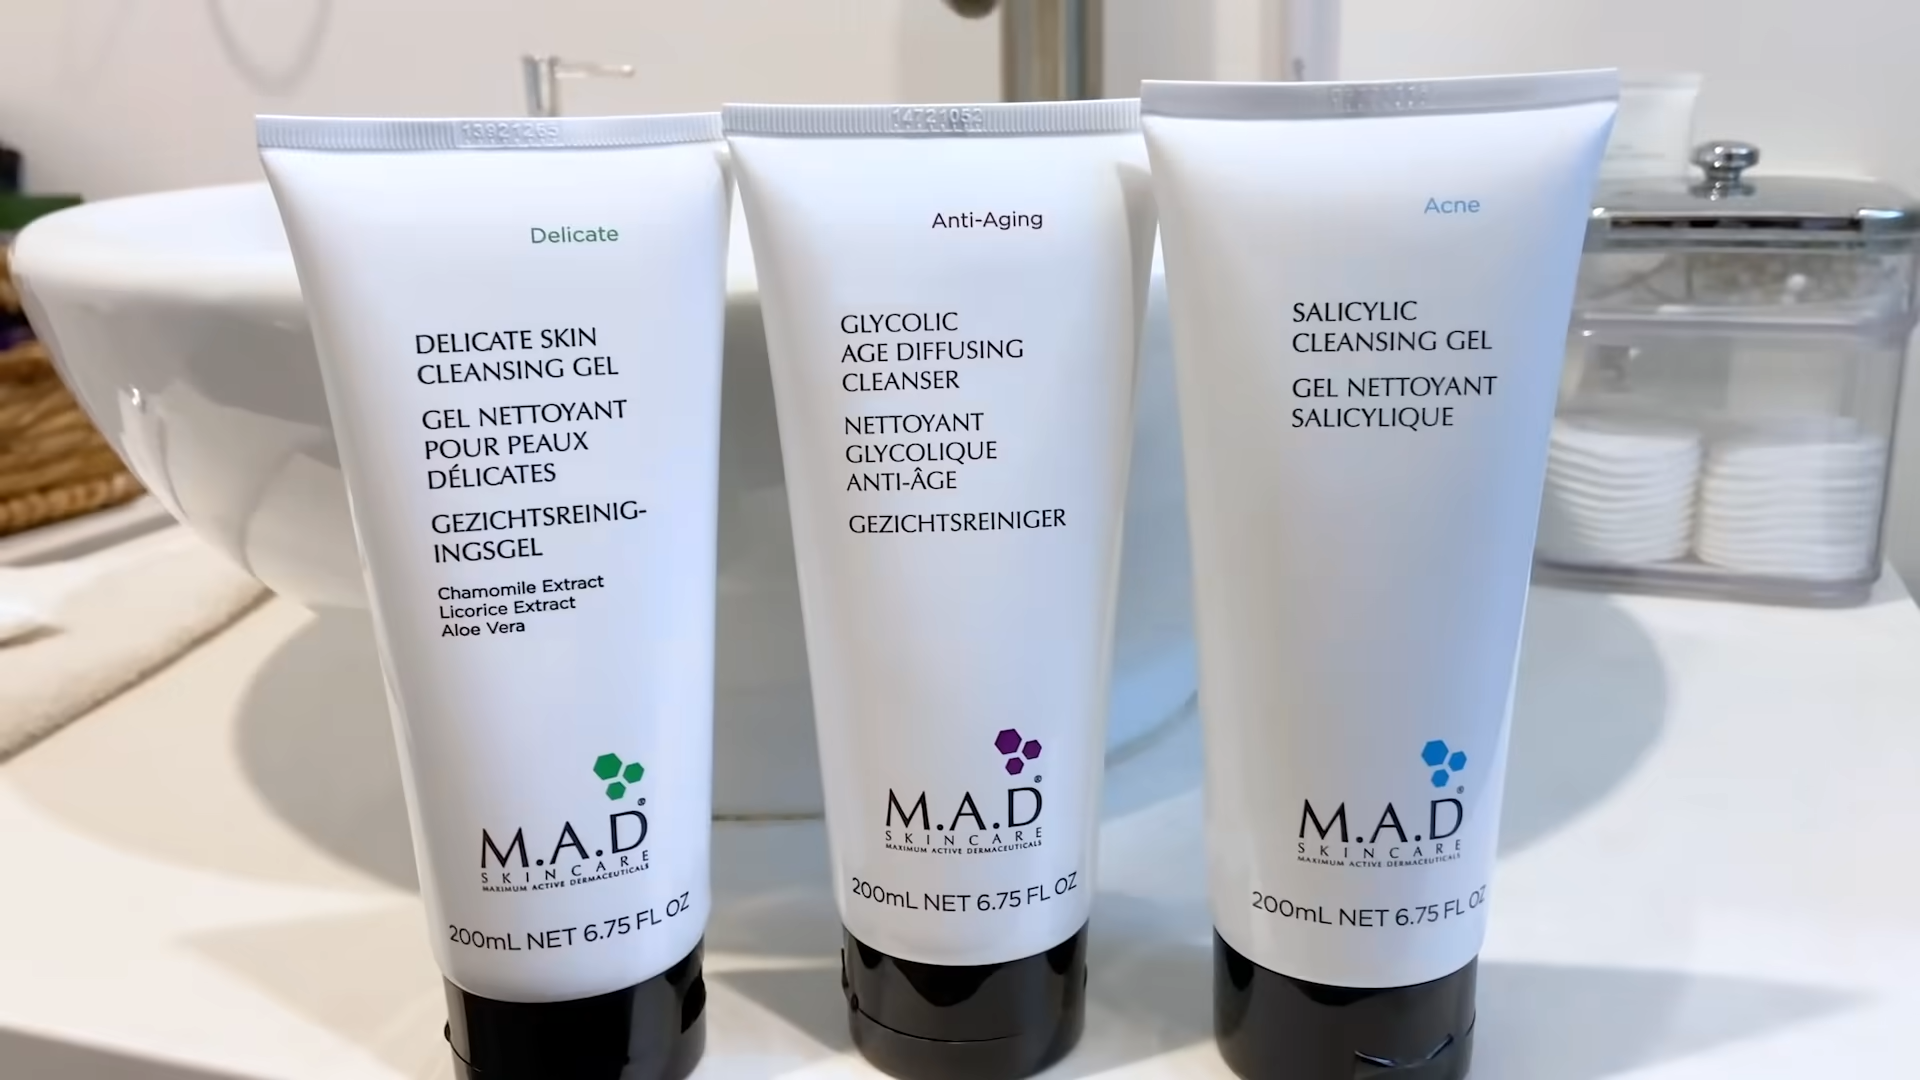 13921265
Delicate
DELICATE SKIN
CLEANSING GEL
GEL NETTOYANT
POUR PEAUX
DÉLICATES
GEZICHTSREINIG-
INGSGEL
Chamomile Extract
Licorice Extract
Aloe Vera
M.A.D®
SKINCARE
MAXIMUM ACTIVE DERMACEUTICALS
200mL NET 6.75 FL OZ
14721052
Anti-Aging
GLYCOLIC
AGE DIFFUSING
CLEANSER
NETTOYANT
GLYCOLIQUE
ANTI-ÂGE
GEZICHTSREINIGER
M.A.D®
SKINCARE
MAXIMUM ACTIVE DERMACEUTICALS
200mL NET 6.75 FL OZ
Acne
SALICYLIC
CLEANSING GEL
GEL NETTOYANT
SALICYLIQUE
M.A.D®
SKINCARE
MAXIMUM ACTIVE DERMACEUTICALS
200mL NET 6.75 FL OZ